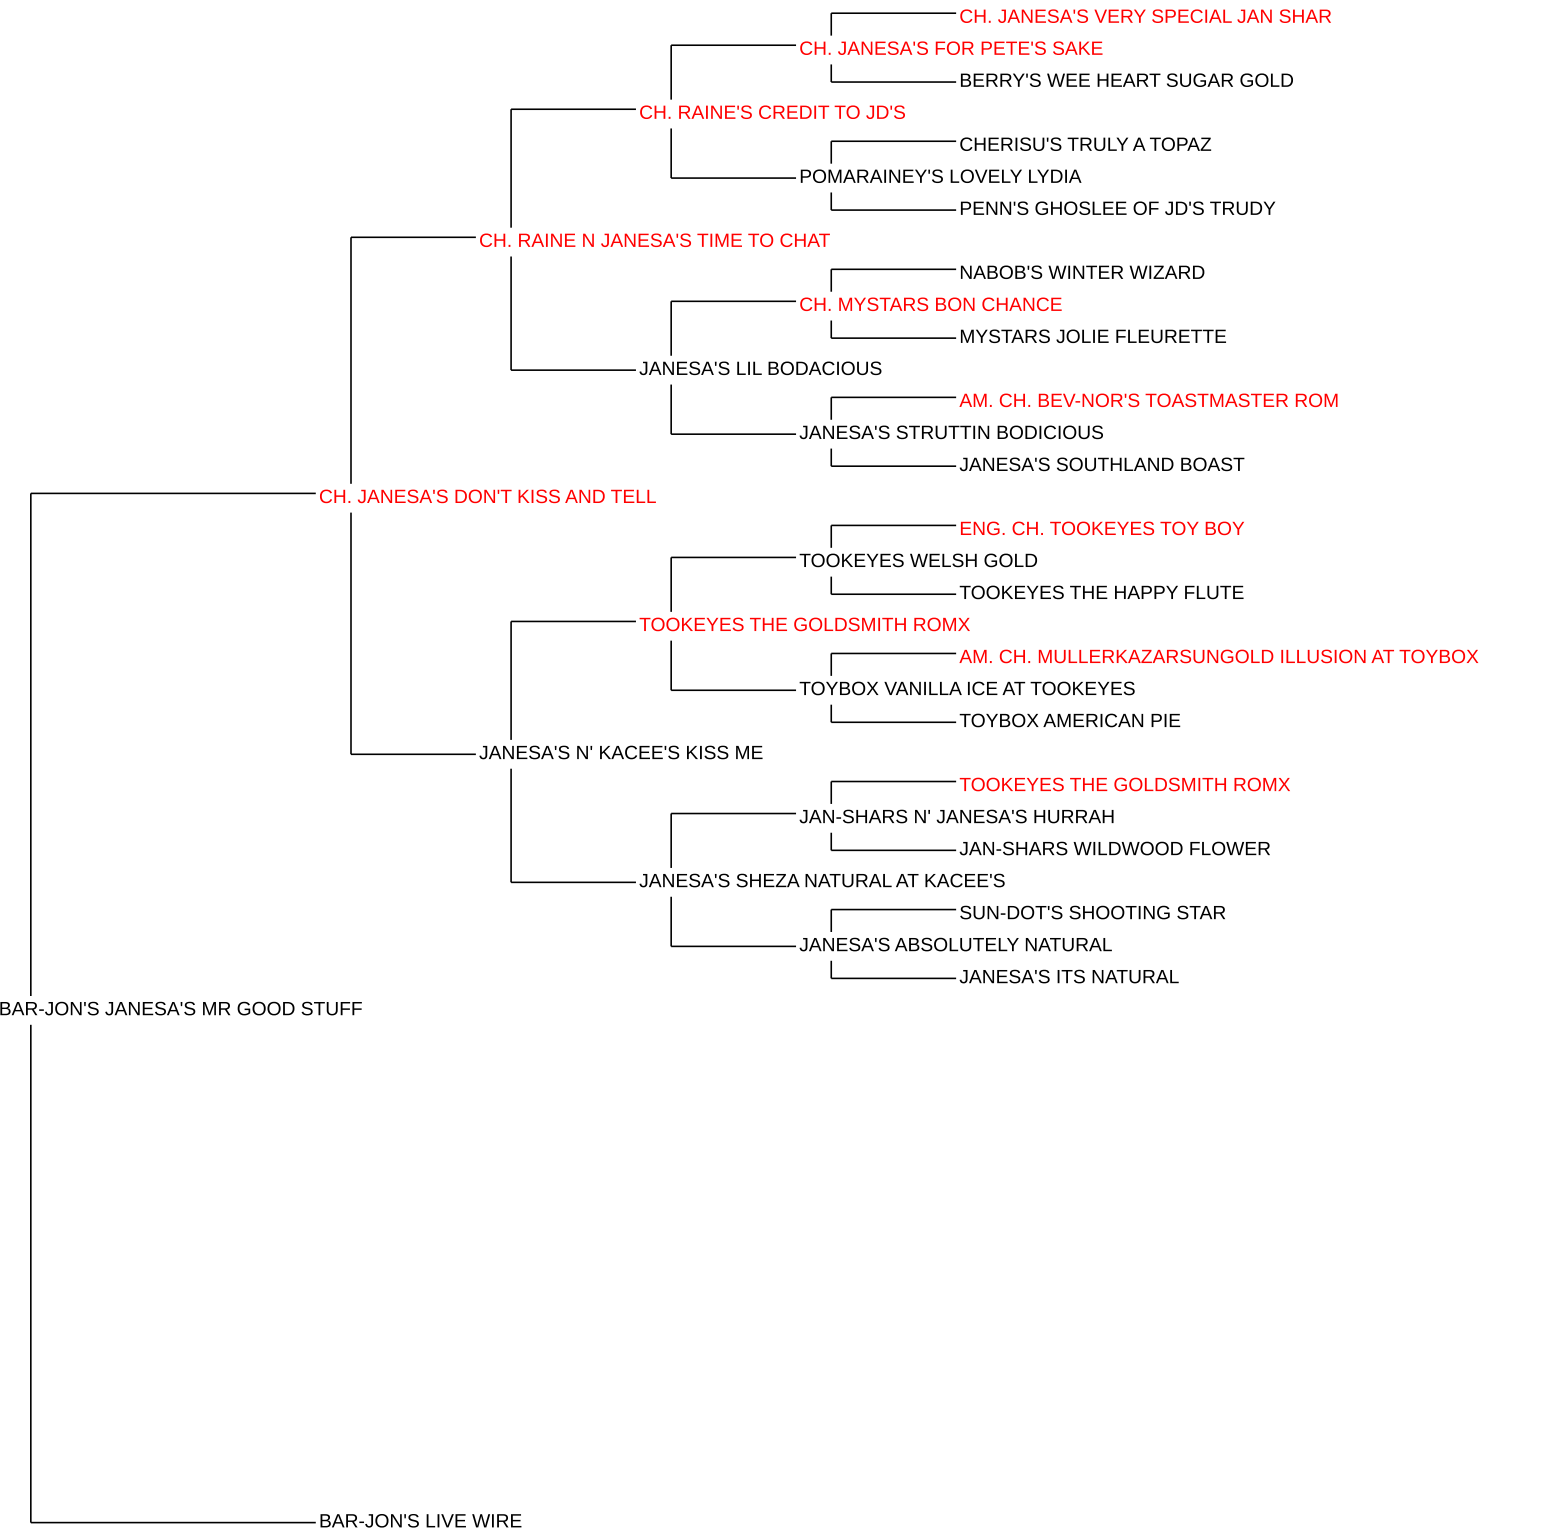 CH. JANESA'S VERY SPECIAL JAN SHAR
CH. JANESA'S FOR PETE'S SAKE
BERRY'S WEE HEART SUGAR GOLD
CH. RAINE'S CREDIT TO JD'S
CHERISU'S TRULY A TOPAZ
POMARAINEY'S LOVELY LYDIA
PENN'S GHOSLEE OF JD'S TRUDY
CH. RAINE N JANESA'S TIME TO CHAT
NABOB'S WINTER WIZARD
CH. MYSTARS BON CHANCE
MYSTARS JOLIE FLEURETTE
JANESA'S LIL BODACIOUS
AM. CH. BEV-NOR'S TOASTMASTER ROM
JANESA'S STRUTTIN BODICIOUS
JANESA'S SOUTHLAND BOAST
CH. JANESA'S DON'T KISS AND TELL
ENG. CH. TOOKEYES TOY BOY
TOOKEYES WELSH GOLD
TOOKEYES THE HAPPY FLUTE
TOOKEYES THE GOLDSMITH ROMX
AM. CH. MULLERKAZARSUNGOLD ILLUSION AT TOYBOX
TOYBOX VANILLA ICE AT TOOKEYES
TOYBOX AMERICAN PIE
JANESA'S N' KACEE'S KISS ME
TOOKEYES THE GOLDSMITH ROMX
JAN-SHARS N' JANESA'S HURRAH
JAN-SHARS WILDWOOD FLOWER
JANESA'S SHEZA NATURAL AT KACEE'S
SUN-DOT'S SHOOTING STAR
JANESA'S ABSOLUTELY NATURAL
JANESA'S ITS NATURAL
BAR-JON'S JANESA'S MR GOOD STUFF
BAR-JON'S LIVE WIRE